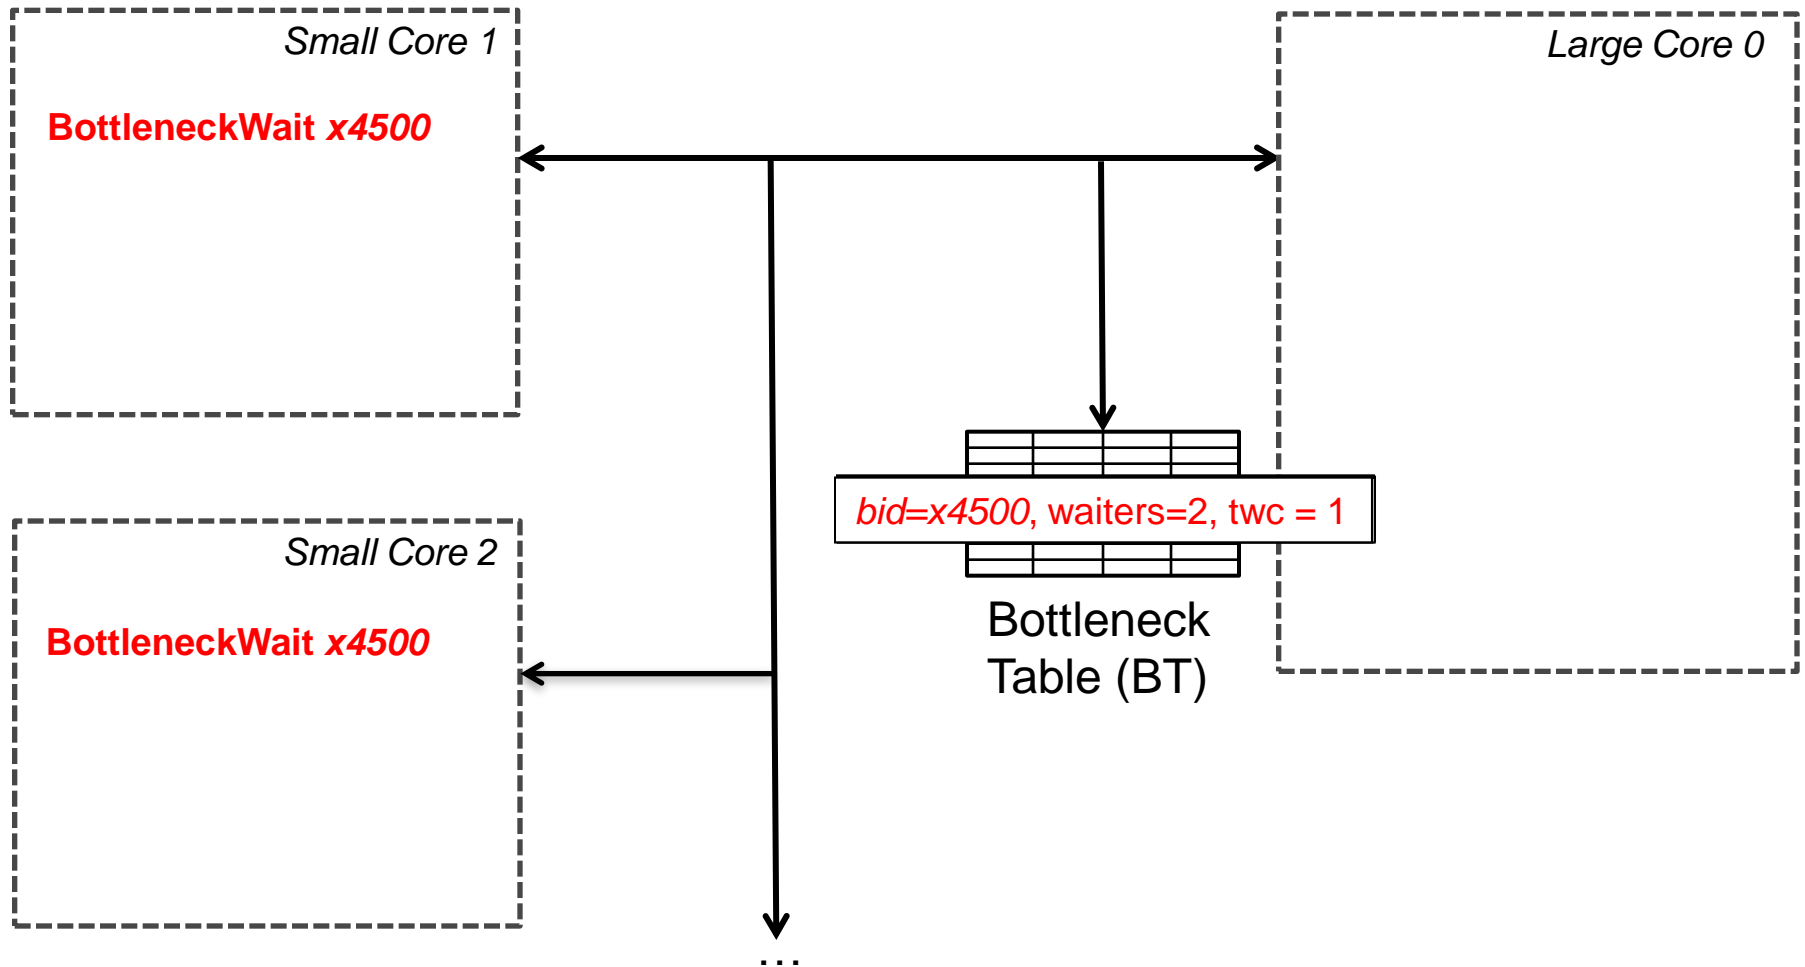 Small Core 1
BottleneckWait x4500
Large Core 0
bid=x4500, waiters=2, twc = 1
Bottleneck
Table (BT)
Small Core 2
BottleneckWait x4500
…